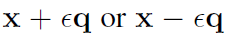 x + ϵq or x − ϵq